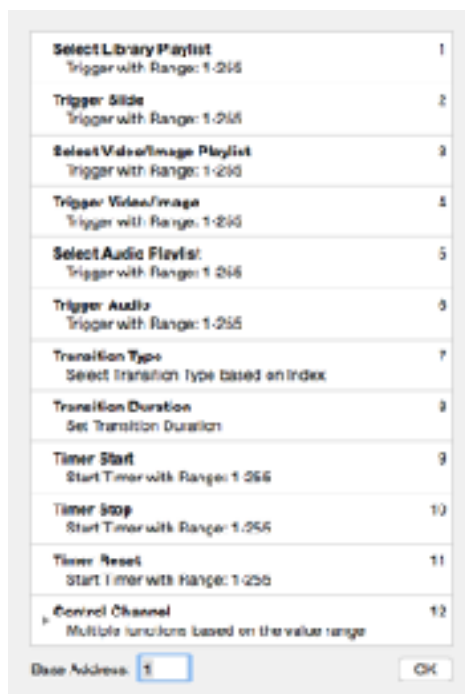 Select Library Playlist 1
Trigger with Range: 1-255
Trigger Slide 2
Trigger with Range: 1-255
Select Video/Image Playlist 3
Trigger with Range: 1-255
Trigger Video/Image 4
Trigger with Range: 1-255
Select Audio Playlist 5
Trigger with Range: 1-255
Trigger Audio 6
Trigger with Range: 1-255
Transition Type 7
Select Transition Type based on Index
Transition Duration 8
Set Transition Duration
Timer Start 9
Start Timer with Range: 1-255
Timer Stop 10
Start Timer with Range: 1-255
Timer Reset 11
Start Timer with Range: 1-255
Control Channel 12
Multiple functions based on the value range
Base Address: 1 OK